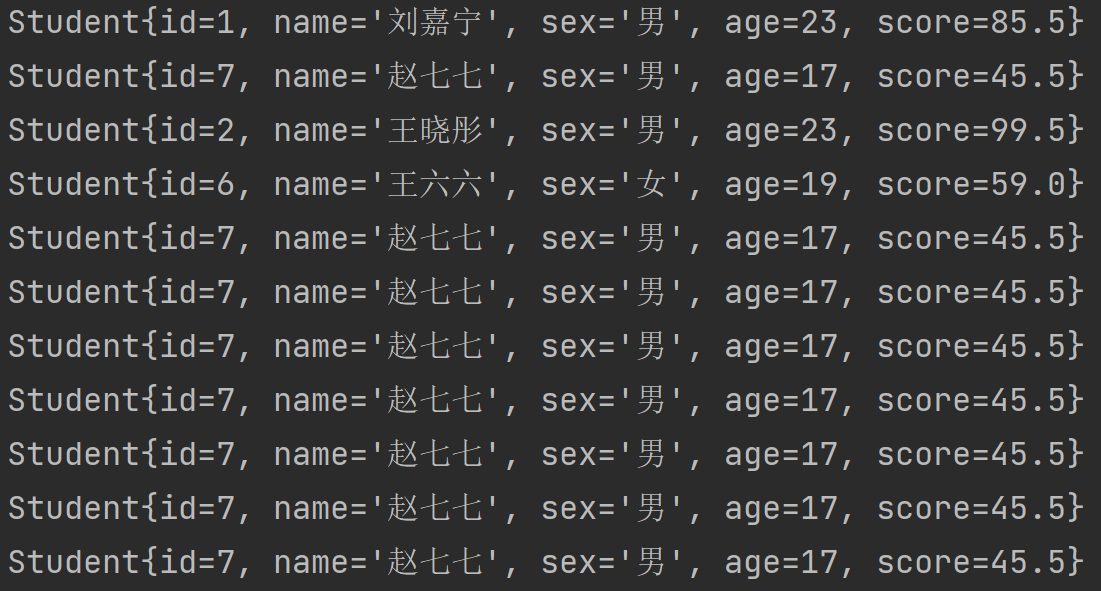 Student{id=1, name='刘嘉宁', sex='男', age=23, score=85.5}
Student{id=7, name='赵七七', sex='男', age=17, score=45.5}
Student{id=2, name='王晓彤', sex='男', age=23, score=99.5}
Student{id=6, name='王六六', sex='女', age=19, score=59.0}
Student{id=7, name='赵七七', sex='男', age=17, score=45.5}
Student{id=7, name='赵七七', sex='男', age=17, score=45.5}
Student{id=7, name='赵七七', sex='男', age=17, score=45.5}
Student{id=7, name='赵七七', sex='男', age=17, score=45.5}
Student{id=7, name='赵七七', sex='男', age=17, score=45.5}
Student{id=7, name='赵七七', sex='男', age=17, score=45.5}
Student{id=7, name='赵七七', sex='男', age=17, score=45.5}